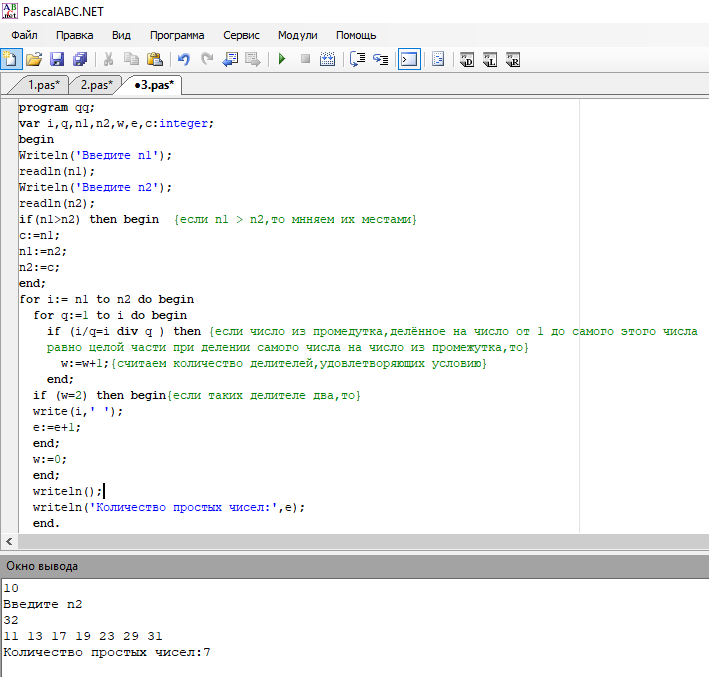 PascalABC.NET
Файл Правка Вид Программа Сервис Модули Помощь
1.pas* 2.pas* ●3.pas*
program qq;
var i,q,n1,n2,w,e,c:integer;
begin
Writeln('Введите n1');
readln(n1);
Writeln('Введите n2');
readln(n2);
if(n1>n2) then begin {если n1 > n2,то мнняем их местами}
c:=n1;
n1:=n2;
n2:=c;
end;
for i:= n1 to n2 do begin
for q:=1 to i do begin
if (i/q=i div q ) then {если число из промедутка,делённое на число от 1 до самого этого числа
равно целой части при делении самого числа на число из промежутка,то}
w:=w+1;{считаем количество делителей,удовлетворяющих условию}
end;
if (w=2) then begin{если таких делителе два,то}
write(i,' ');
e:=e+1;
end;
w:=0;
end;
writeln();
writeln('Количество простых чисел:',e);
end.
Окно вывода
10
Введите n2
32
11 13 17 19 23 29 31
Количество простых чисел:7